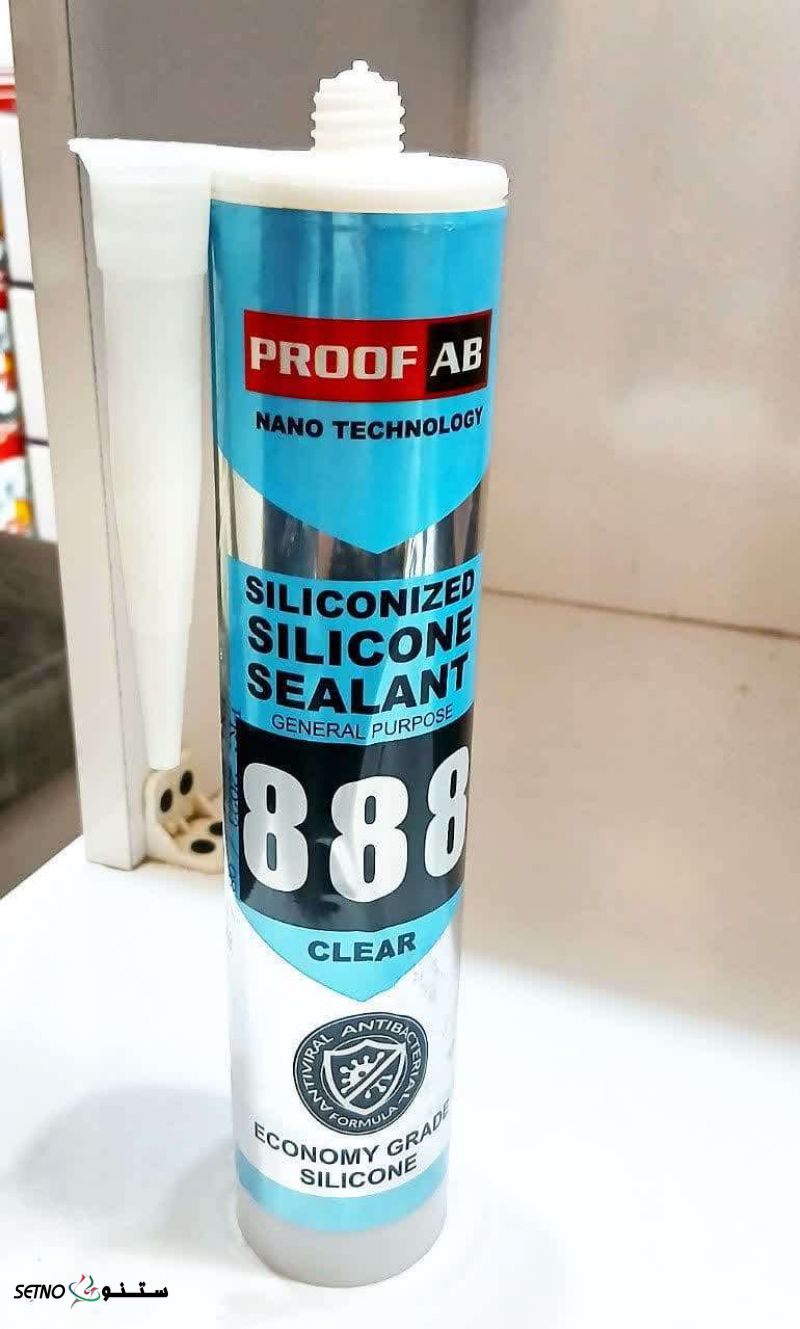 PROOF AB
NANO TECHNOLOGY
SILICONIZED
SILICONE
SEALANT
GENERAL PURPOSE
888
CLEAR
ANTIVIRAL ANTIBACTERIAL
FORMULA
ECONOMY GRADE
SILICONE
SETNO ستنو